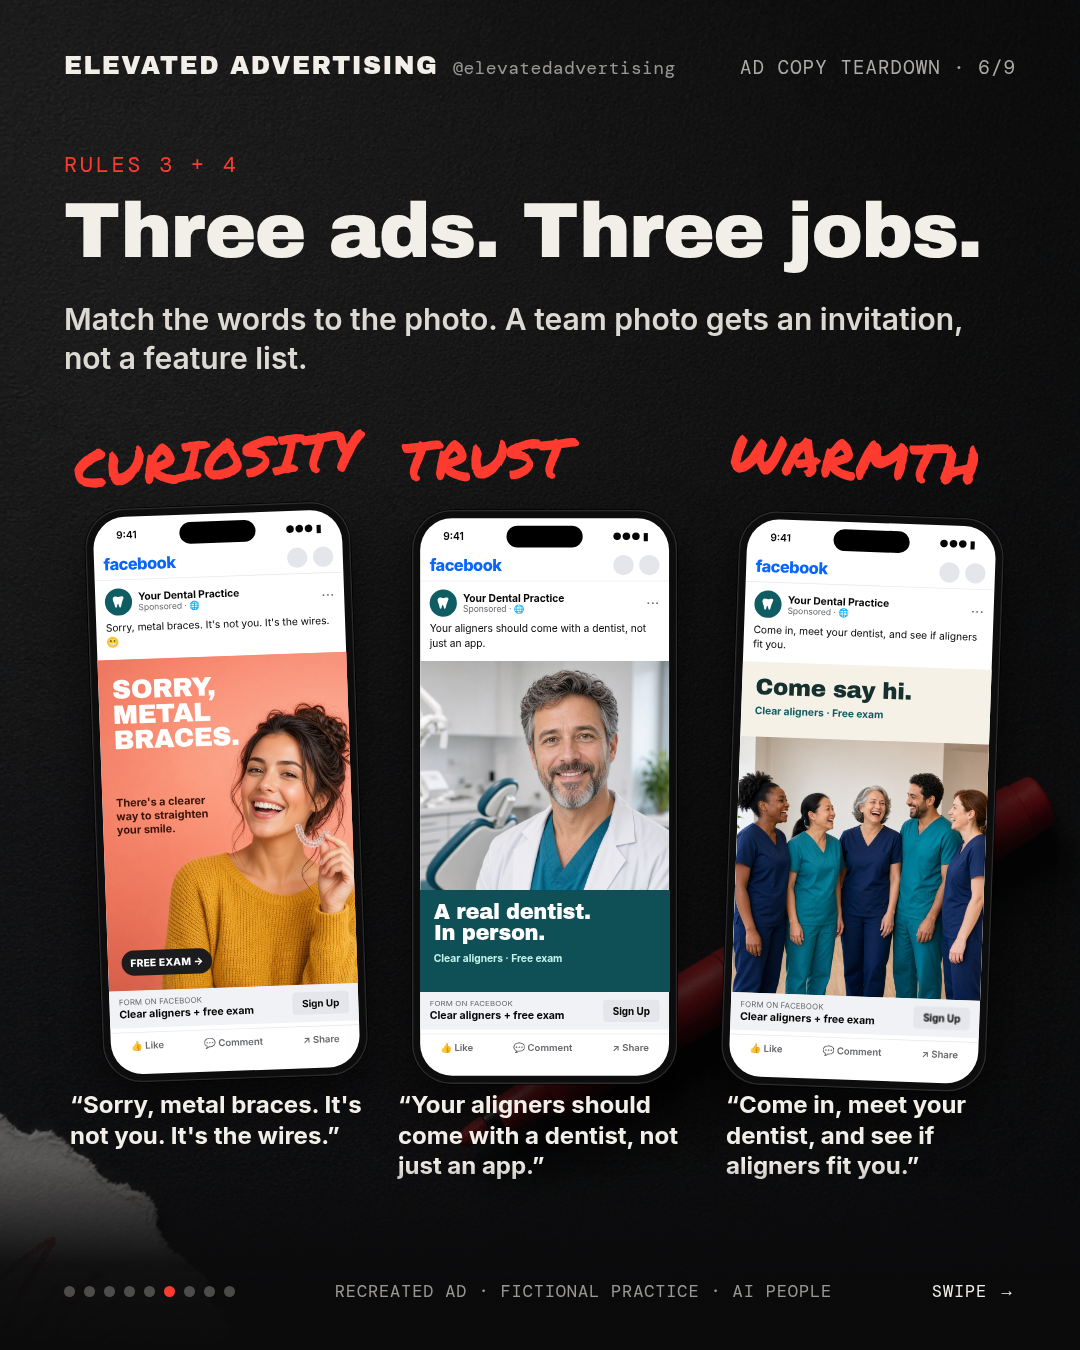 ELEVATED ADVERTISING @elevatedadvertising
AD COPY TEARDOWN · 6/9
RULES 3 + 4
Three ads. Three jobs.
Match the words to the photo. A team photo gets an invitation,
not a feature list.
CURIOSITY
TRUST
WARMTH
9:41
facebook
Your Dental Practice
Sponsored · 🌐
Sorry, metal braces. It's not you. It's the wires.
😬
SORRY,
METAL
BRACES.
There's a clearer
way to straighten
your smile.
FREE EXAM →
FORM ON FACEBOOK
Clear aligners + free exam
Sign Up
👍 Like
💬 Comment
↗ Share
9:41
facebook
Your Dental Practice
Sponsored · 🌐
Your aligners should come with a dentist, not
just an app.
A real dentist.
In person.
Clear aligners · Free exam
FORM ON FACEBOOK
Clear aligners + free exam
Sign Up
👍 Like
💬 Comment
↗ Share
9:41
facebook
Your Dental Practice
Sponsored · 🌐
Come in, meet your dentist, and see if aligners
fit you.
Come say hi.
Clear aligners · Free exam
FORM ON FACEBOOK
Clear aligners + free exam
Sign Up
👍 Like
💬 Comment
↗ Share
“Sorry, metal braces. It's
not you. It's the wires.”
“Your aligners should
come with a dentist, not
just an app.”
“Come in, meet your
dentist, and see if
aligners fit you.”
RECREATED AD · FICTIONAL PRACTICE · AI PEOPLE
SWIPE →